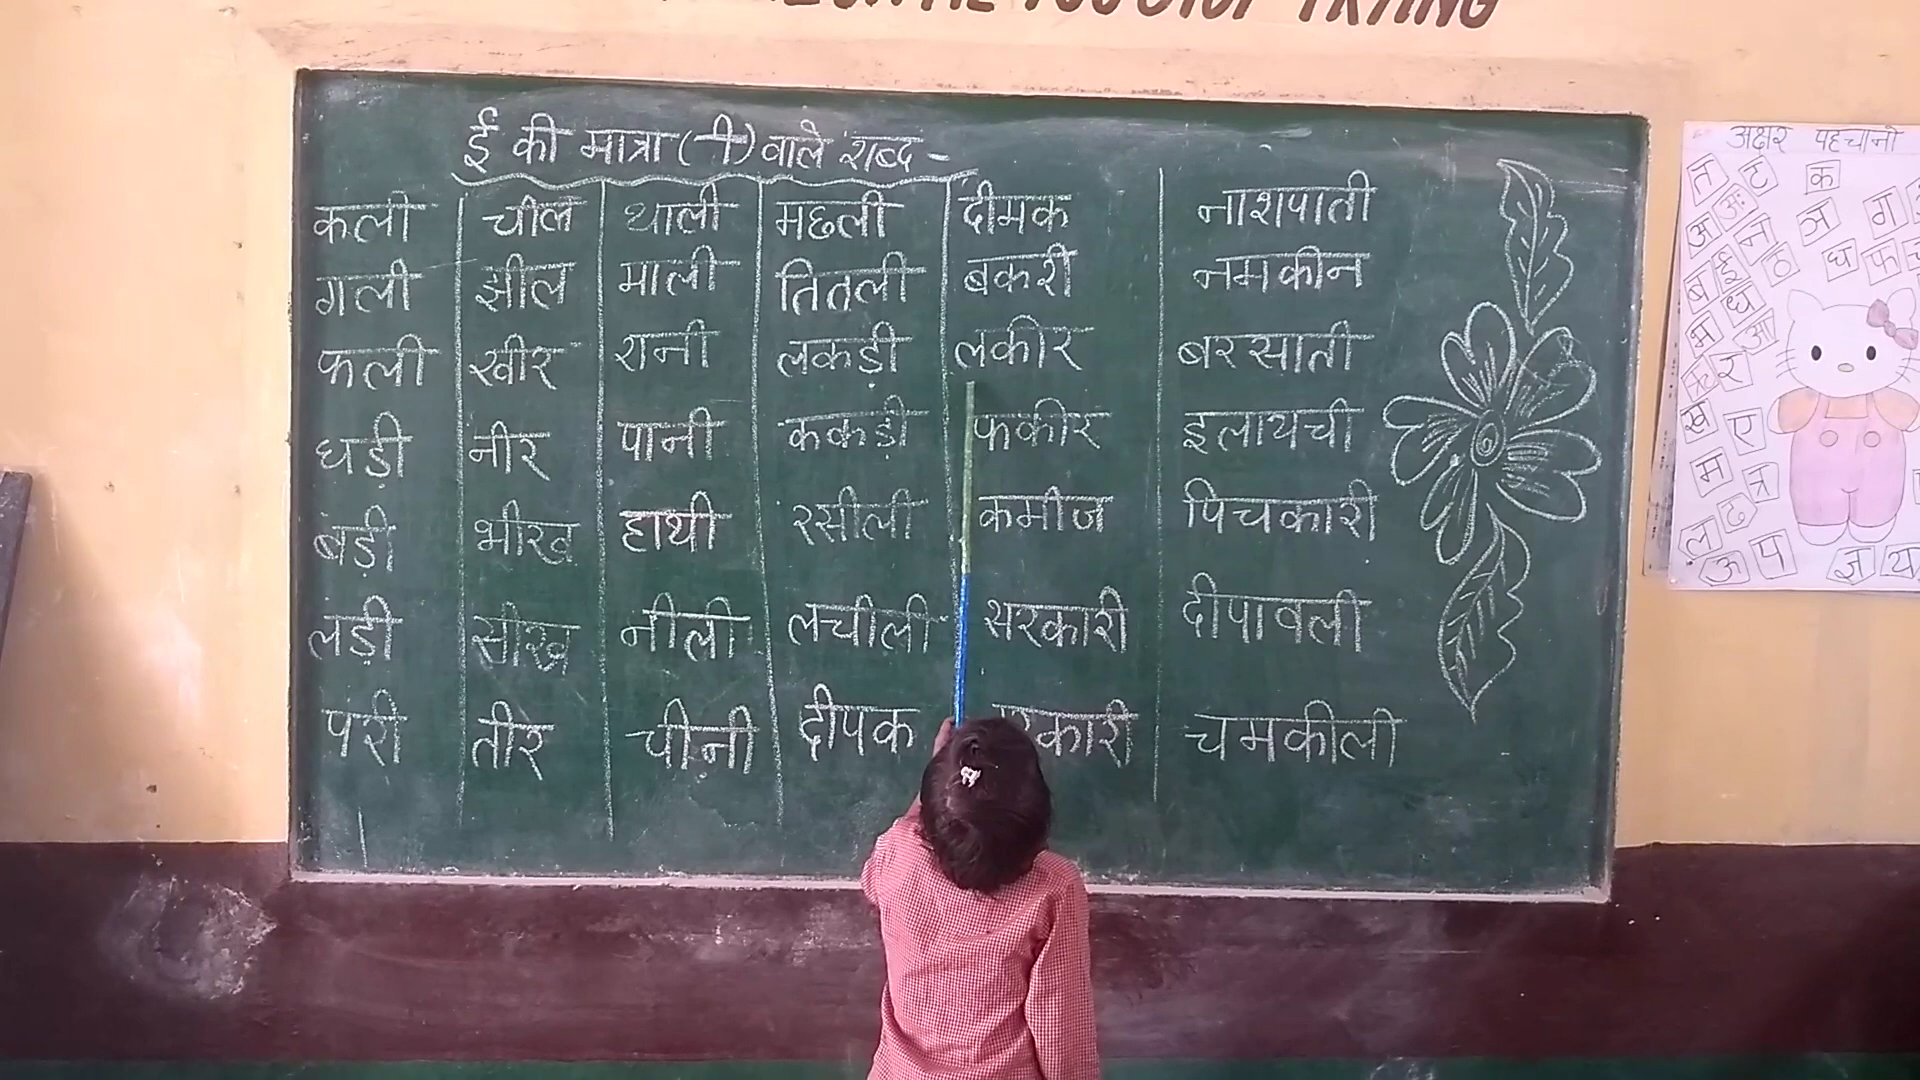 ई की मात्रा (ी) वाले शब्द -
कली चील थाली मछली दीमक नाशपाती
गली झील माली तितली बकरी नमकीन
फली खीर रानी लकड़ी लकीर बरसाती
घड़ी नीर पानी ककड़ी फकीर इलायची
बड़ी भीख हाथी रसीली कमीज पिचकारी
लड़ी सीख नीली लचीली सरकारी दीपावली
परी तीर चीनी दीपक चमकीली
अक्षर पहचानो
त ट क
अः ग
अ न ञ
ब ई ठ घ फ च
म ध
र आ
ख ए
म त्र
ल ढ
ऊ प ज्ञ य